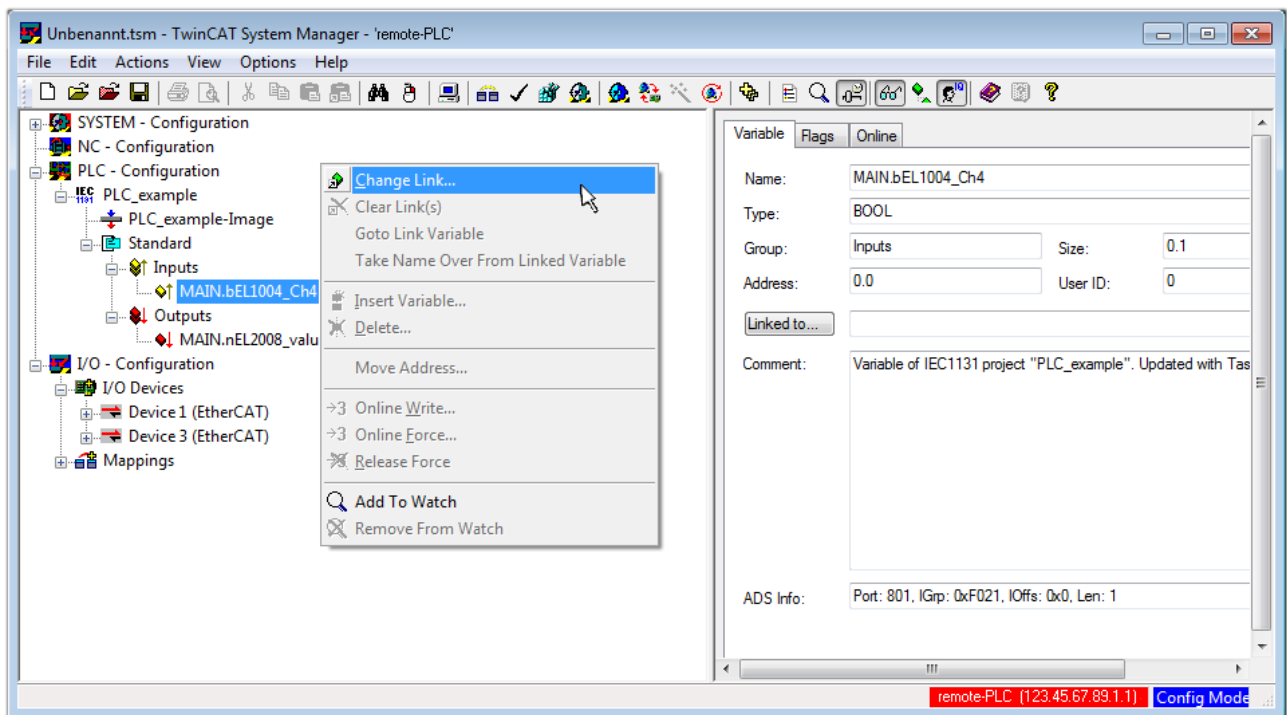 Unbenannt.tsm - TwinCAT System Manager - 'remote-PLC'
File Edit Actions View Options Help
SYSTEM - Configuration
NC - Configuration
PLC - Configuration
IEC
1131
PLC_example
PLC_example-Image
Standard
Inputs
MAIN.bEL1004_Ch4
Outputs
MAIN.nEL2008_valu
I/O - Configuration
I/O Devices
Device 1 (EtherCAT)
Device 3 (EtherCAT)
Mappings
Change Link...
Clear Link(s)
Goto Link Variable
Take Name Over From Linked Variable
Insert Variable...
Delete...
Move Address...
Online Write...
Online Force...
Release Force
Add To Watch
Remove From Watch
Variable Flags Online
Name: MAIN.bEL1004_Ch4
Type: BOOL
Group: Inputs Size: 0.1
Address: 0.0 User ID: 0
Linked to...
Comment: Variable of IEC1131 project "PLC_example". Updated with Tas
ADS Info: Port: 801, IGrp: 0xF021, IOffs: 0x0, Len: 1
remote-PLC (123.45.67.89.1.1) Config Mode